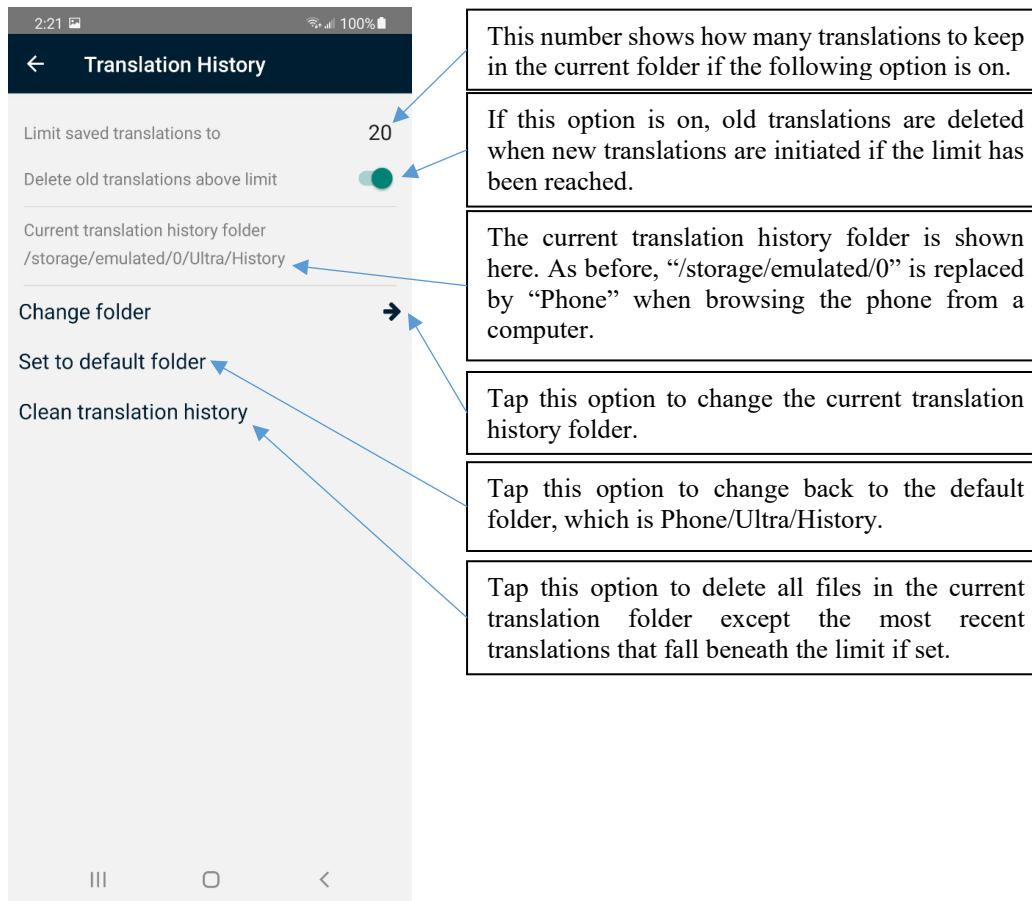 2:21 100%
Translation History
Limit saved translations to 20
Delete old translations above limit
Current translation history folder
/storage/emulated/0/Ultra/History
Change folder
Set to default folder
Clean translation history
This number shows how many translations to keep
in the current folder if the following option is on.
If this option is on, old translations are deleted
when new translations are initiated if the limit has
been reached.
The current translation history folder is shown
here. As before, “/storage/emulated/0” is replaced
by “Phone” when browsing the phone from a
computer.
Tap this option to change the current translation
history folder.
Tap this option to change back to the default
folder, which is Phone/Ultra/History.
Tap this option to delete all files in the current
translation folder except the most recent
translations that fall beneath the limit if set.